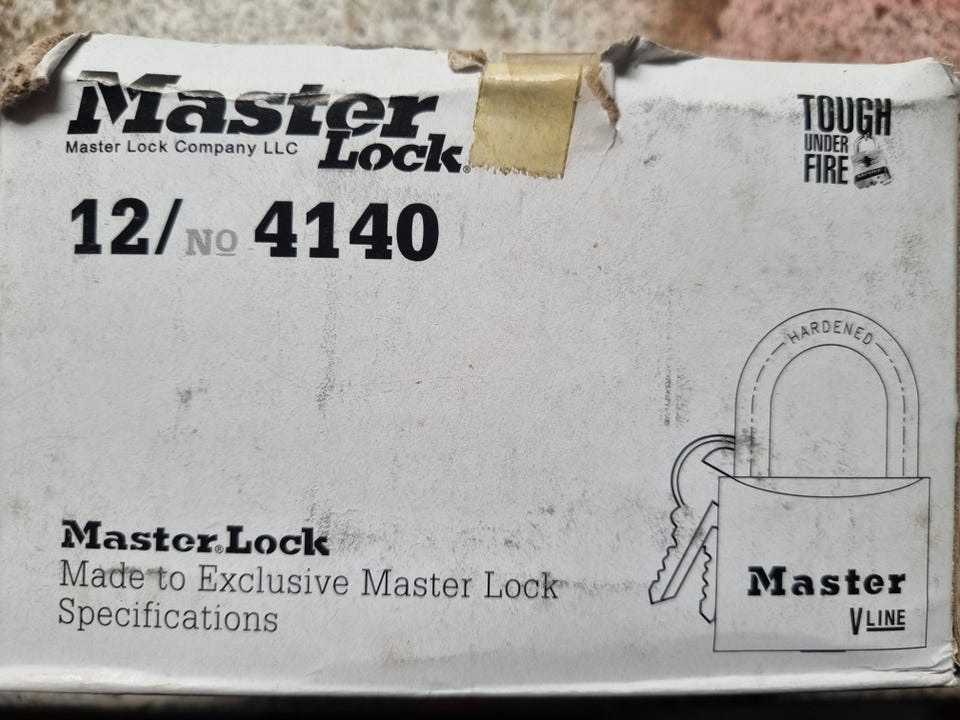 Master
Lock®
Master Lock Company LLC
12/ No 4140
TOUGH
UNDER
FIRE
HARDENED
Master
V LINE
Master® Lock
Made to Exclusive Master Lock
Specifications